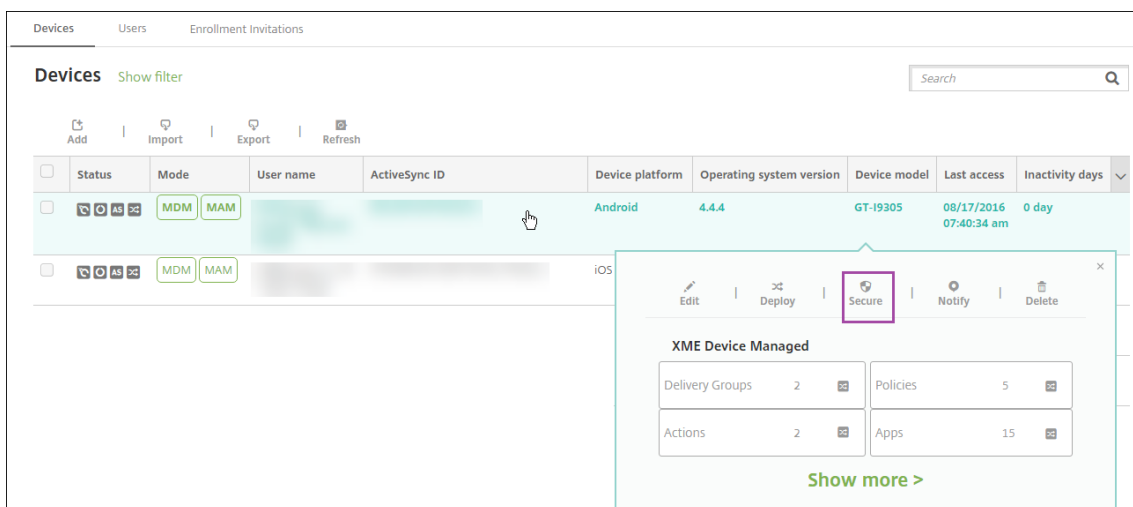 Devices Users Enrollment Invitations
Devices Show filter Search
Add | Import | Export | Refresh
Status Mode User name ActiveSync ID Device platform Operating system version Device model Last access Inactivity days
AS MDM MAM Android 4.4.4 GT-I9305 08/17/2016 0 day
07:40:34 am
AS MDM MAM iOS
Edit | Deploy | Secure | Notify | Delete
XME Device Managed
Delivery Groups 2 Policies 5
Actions 2 Apps 15
Show more >